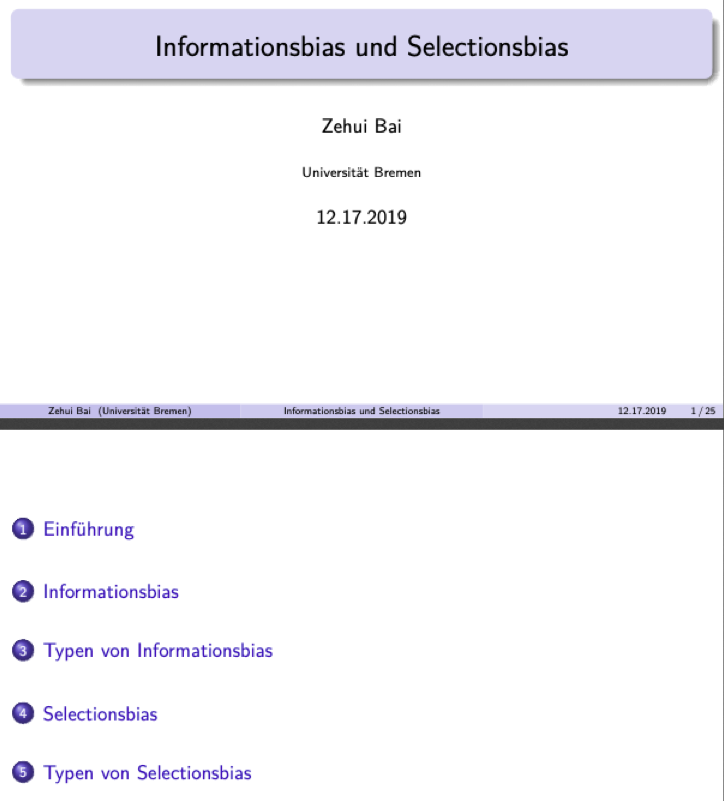 Informationsbias und Selectionsbias
Zehui Bai
Universität Bremen
12.17.2019
Zehui Bai (Universität Bremen) Informationsbias und Selectionsbias 12.17.2019 1 / 25
1 Einführung
2 Informationsbias
3 Typen von Informationsbias
4 Selectionsbias
5 Typen von Selectionsbias